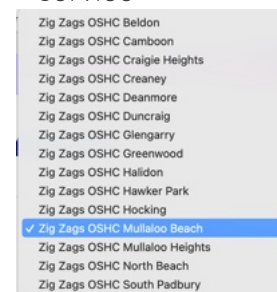 Zig Zags OSHC Beldon
Zig Zags OSHC Camboon
Zig Zags OSHC Craigie Heights
Zig Zags OSHC Creaney
Zig Zags OSHC Deanmore
Zig Zags OSHC Duncraig
Zig Zags OSHC Glengarry
Zig Zags OSHC Greenwood
Zig Zags OSHC Halidon
Zig Zags OSHC Hawker Park
Zig Zags OSHC Hocking
✓ Zig Zags OSHC Mullaloo Beach
Zig Zags OSHC Mullaloo Heights
Zig Zags OSHC North Beach
Zig Zags OSHC South Padbury